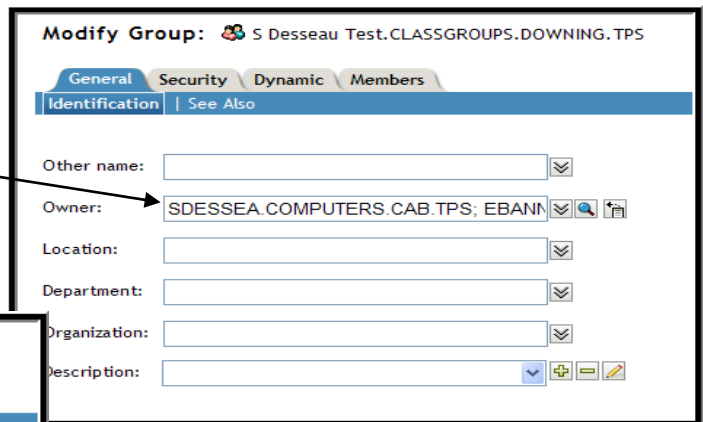 Modify Group: S Desseau Test.CLASSGROUPS.DOWNING.TPS
General Security Dynamic Members
Identification | See Also
Other name:
Owner: SDESSEA.COMPUTERS.CAB.TPS; EBANN
Location:
Department:
Organization:
Description: